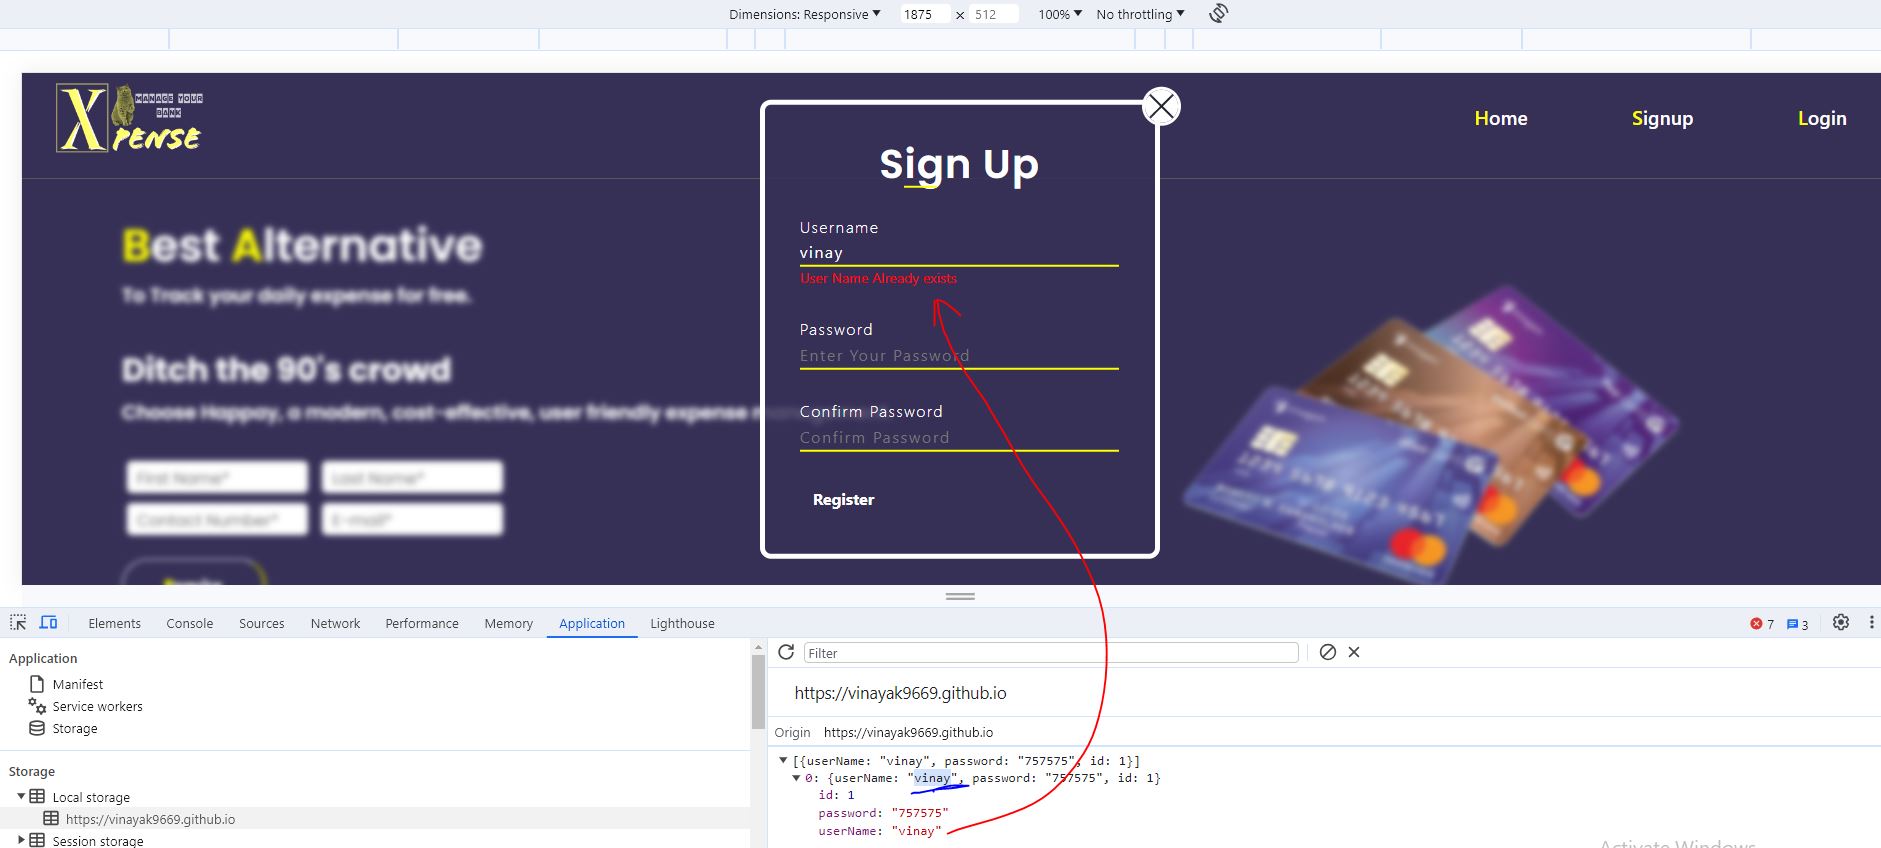 Dimensions: Responsive 1875 × 512 100% No throttling
MANAGE YOUR
BANK
X
PENSE
Home Signup Login
Sign Up
Best Alternative
To Track your daily expense for free.
Username
vinay
User Name Already exists
Password
Enter Your Password
Ditch the 90's crowd
Choose Happay, a modern, cost-effective, user friendly expense
Confirm Password
Confirm Password
First Name* Last Name*
Contact Number* E-mail*
Register
Elements Console Sources Network Performance Memory Application Lighthouse 7 3
Application
Manifest
Service workers
Storage
Storage
Local storage
https://vinayak9669.github.io
Session storage
Filter
https://vinayak9669.github.io
Origin https://vinayak9669.github.io
[{userName: "vinay", password: "757575", id: 1}]
0: {userName: "vinay", password: "757575", id: 1}
id: 1
password: "757575"
userName: "vinay"
Activate Windows